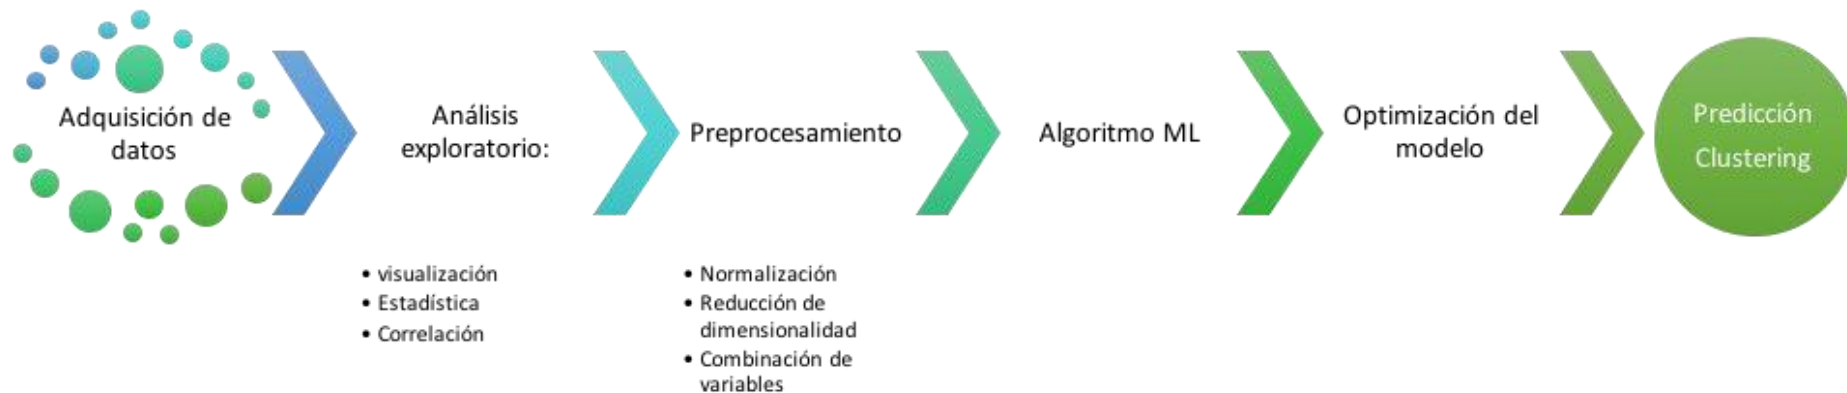 Adquisición de
datos
Análisis
exploratorio:
• visualización
• Estadística
• Correlación
Preprocesamiento
• Normalización
• Reducción de
dimensionalidad
• Combinación de
variables
Algoritmo ML
Optimización del
modelo
Predicción
Clustering